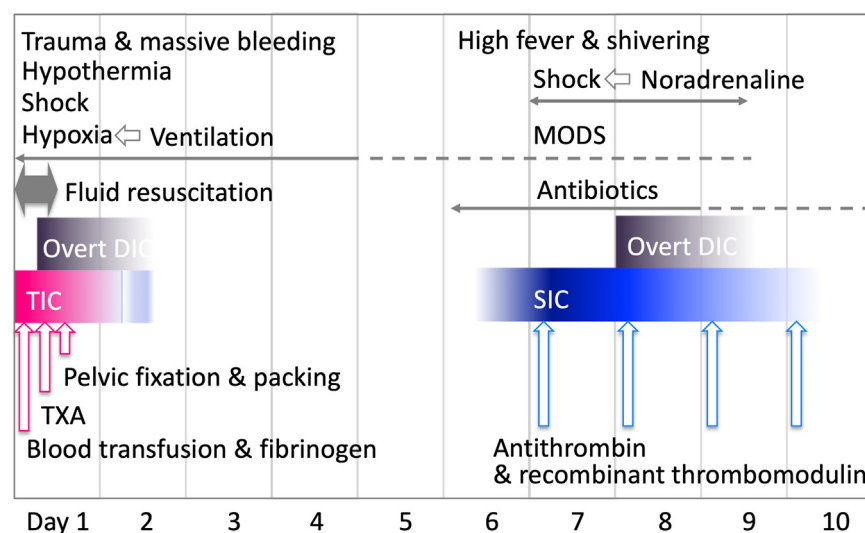 Trauma & massive bleeding
Hypothermia
Shock
Hypoxia
Ventilation
Fluid resuscitation
Overt DIC
TIC
Pelvic fixation & packing
TXA
Blood transfusion & fibrinogen
High fever & shivering
Shock
Noradrenaline
MODS
Antibiotics
Overt DIC
SIC
Antithrombin
& recombinant thrombomodulin
Day 1 2 3 4 5 6 7 8 9 10